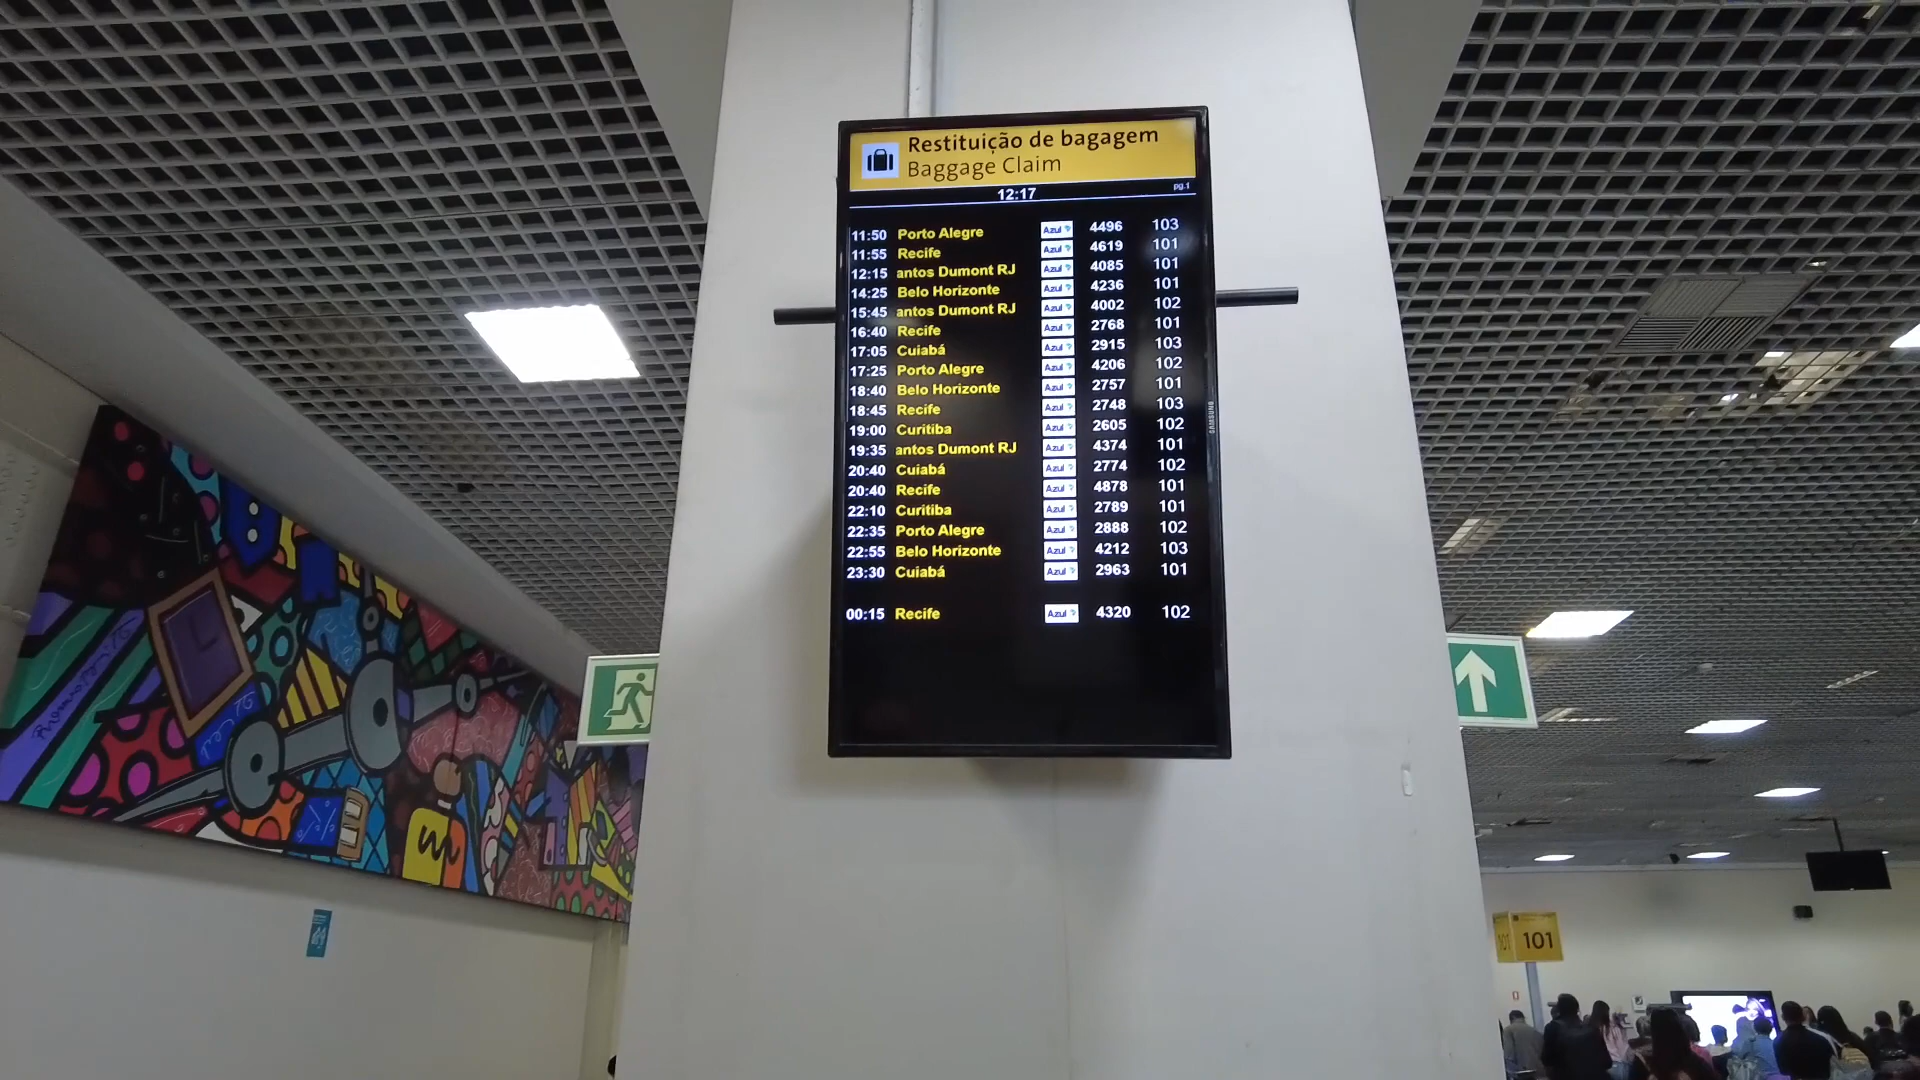 Restituição de bagagem
Baggage Claim
12:17 pg.1
11:50 Porto Alegre Azul 4496 103
11:55 Recife Azul 4619 101
12:15 antos Dumont RJ Azul 4085 101
14:25 Belo Horizonte Azul 4236 101
15:45 antos Dumont RJ Azul 4002 102
16:40 Recife Azul 2768 101
17:05 Cuiabá Azul 2915 103
17:25 Porto Alegre Azul 4206 102
18:40 Belo Horizonte Azul 2757 101
18:45 Recife Azul 2748 103
19:00 Curitiba Azul 2605 102
19:35 antos Dumont RJ Azul 4374 101
20:40 Cuiabá Azul 2774 102
20:40 Recife Azul 4878 101
22:10 Curitiba Azul 2789 101
22:35 Porto Alegre Azul 2888 102
22:55 Belo Horizonte Azul 4212 103
23:30 Cuiabá Azul 2963 101
00:15 Recife Azul 4320 102
SAMSUNG
101 101